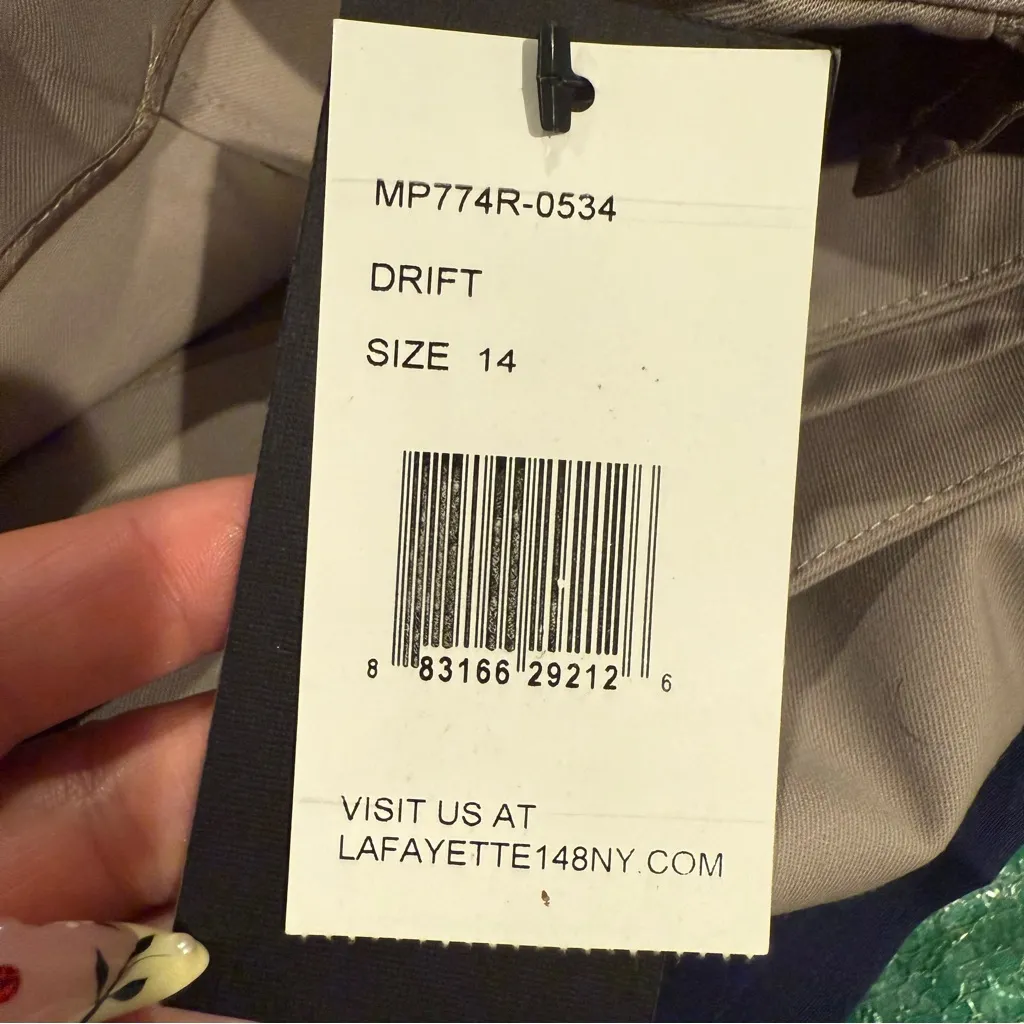 MP774R-0534
DRIFT
SIZE 14
8 83166 29212 6
VISIT US AT
LAFAYETTE148NY.COM